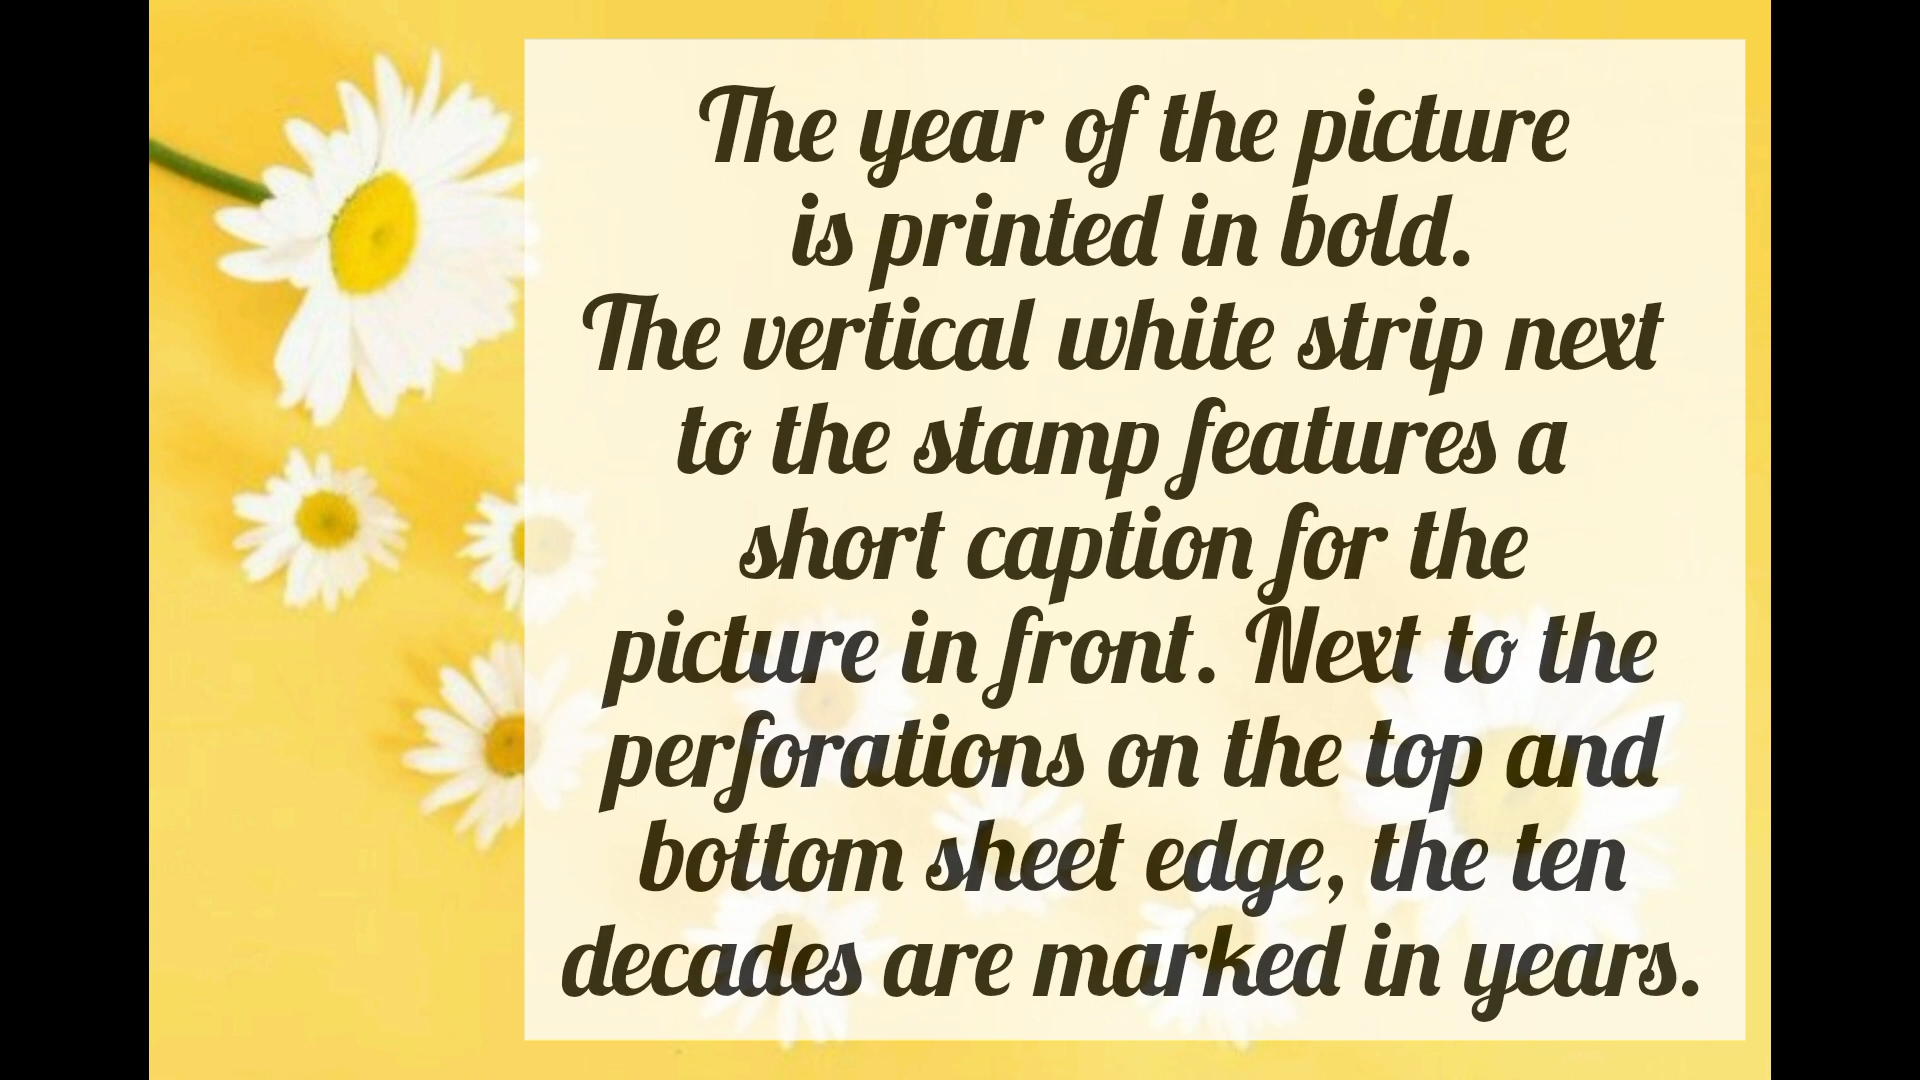 The year of the picture
is printed in bold.
The vertical white strip next
to the stamp features a
short caption for the
picture in front. Next to the
perforations on the top and
bottom sheet edge, the ten
decades are marked in years.